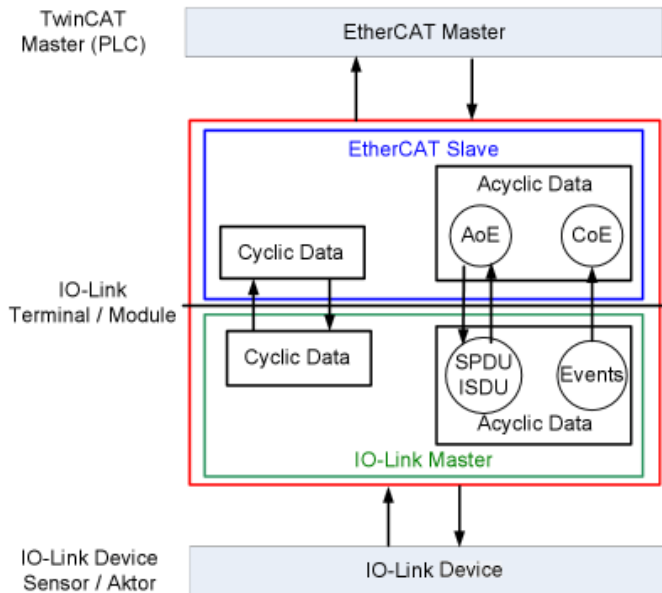 TwinCAT
Master (PLC)
EtherCAT Master
EtherCAT Slave
Acyclic Data
AoE
CoE
Cyclic Data
IO-Link
Terminal / Module
Cyclic Data
SPDU
ISDU
Events
Acyclic Data
IO-Link Master
IO-Link Device
Sensor / Aktor
IO-Link Device